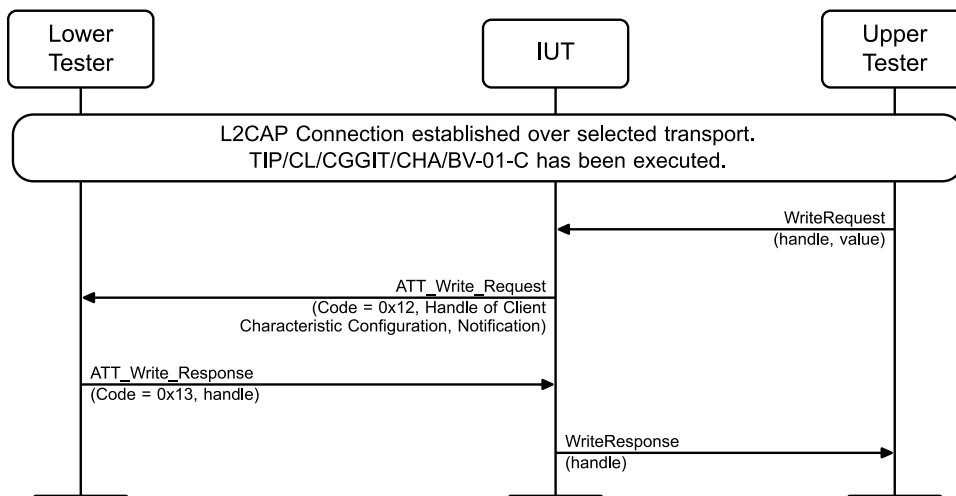 Lower
Tester
IUT
Upper
Tester
L2CAP Connection established over selected transport.
TIP/CL/CGGIT/CHA/BV-01-C has been executed.
WriteRequest
(handle, value)
ATT_Write_Request
(Code = 0x12, Handle of Client
Characteristic Configuration, Notification)
ATT_Write_Response
(Code = 0x13, handle)
WriteResponse
(handle)